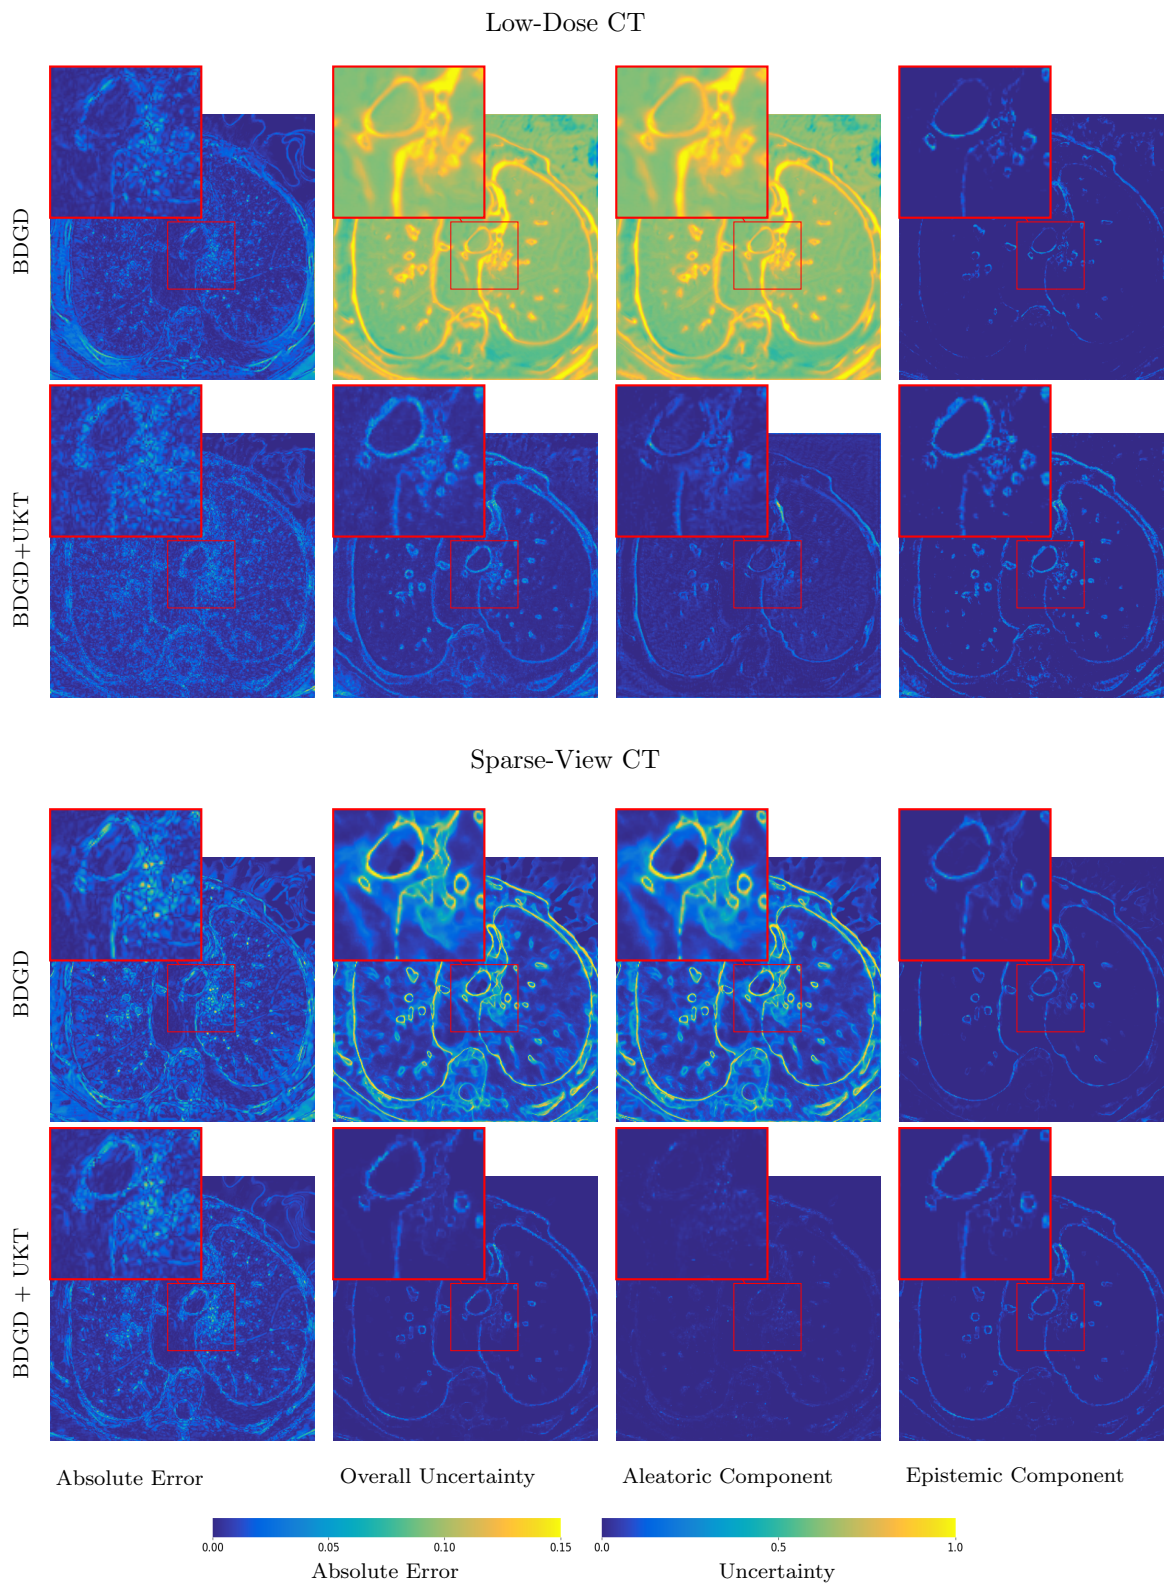 Low-Dose CT
BDGD
BDGD+UKT
Sparse-View CT
BDGD
BDGD + UKT
Absolute Error Overall Uncertainty Aleatoric Component Epistemic Component
0.00 0.05 0.10 0.15 0.0 0.5 1.0
Absolute Error Uncertainty